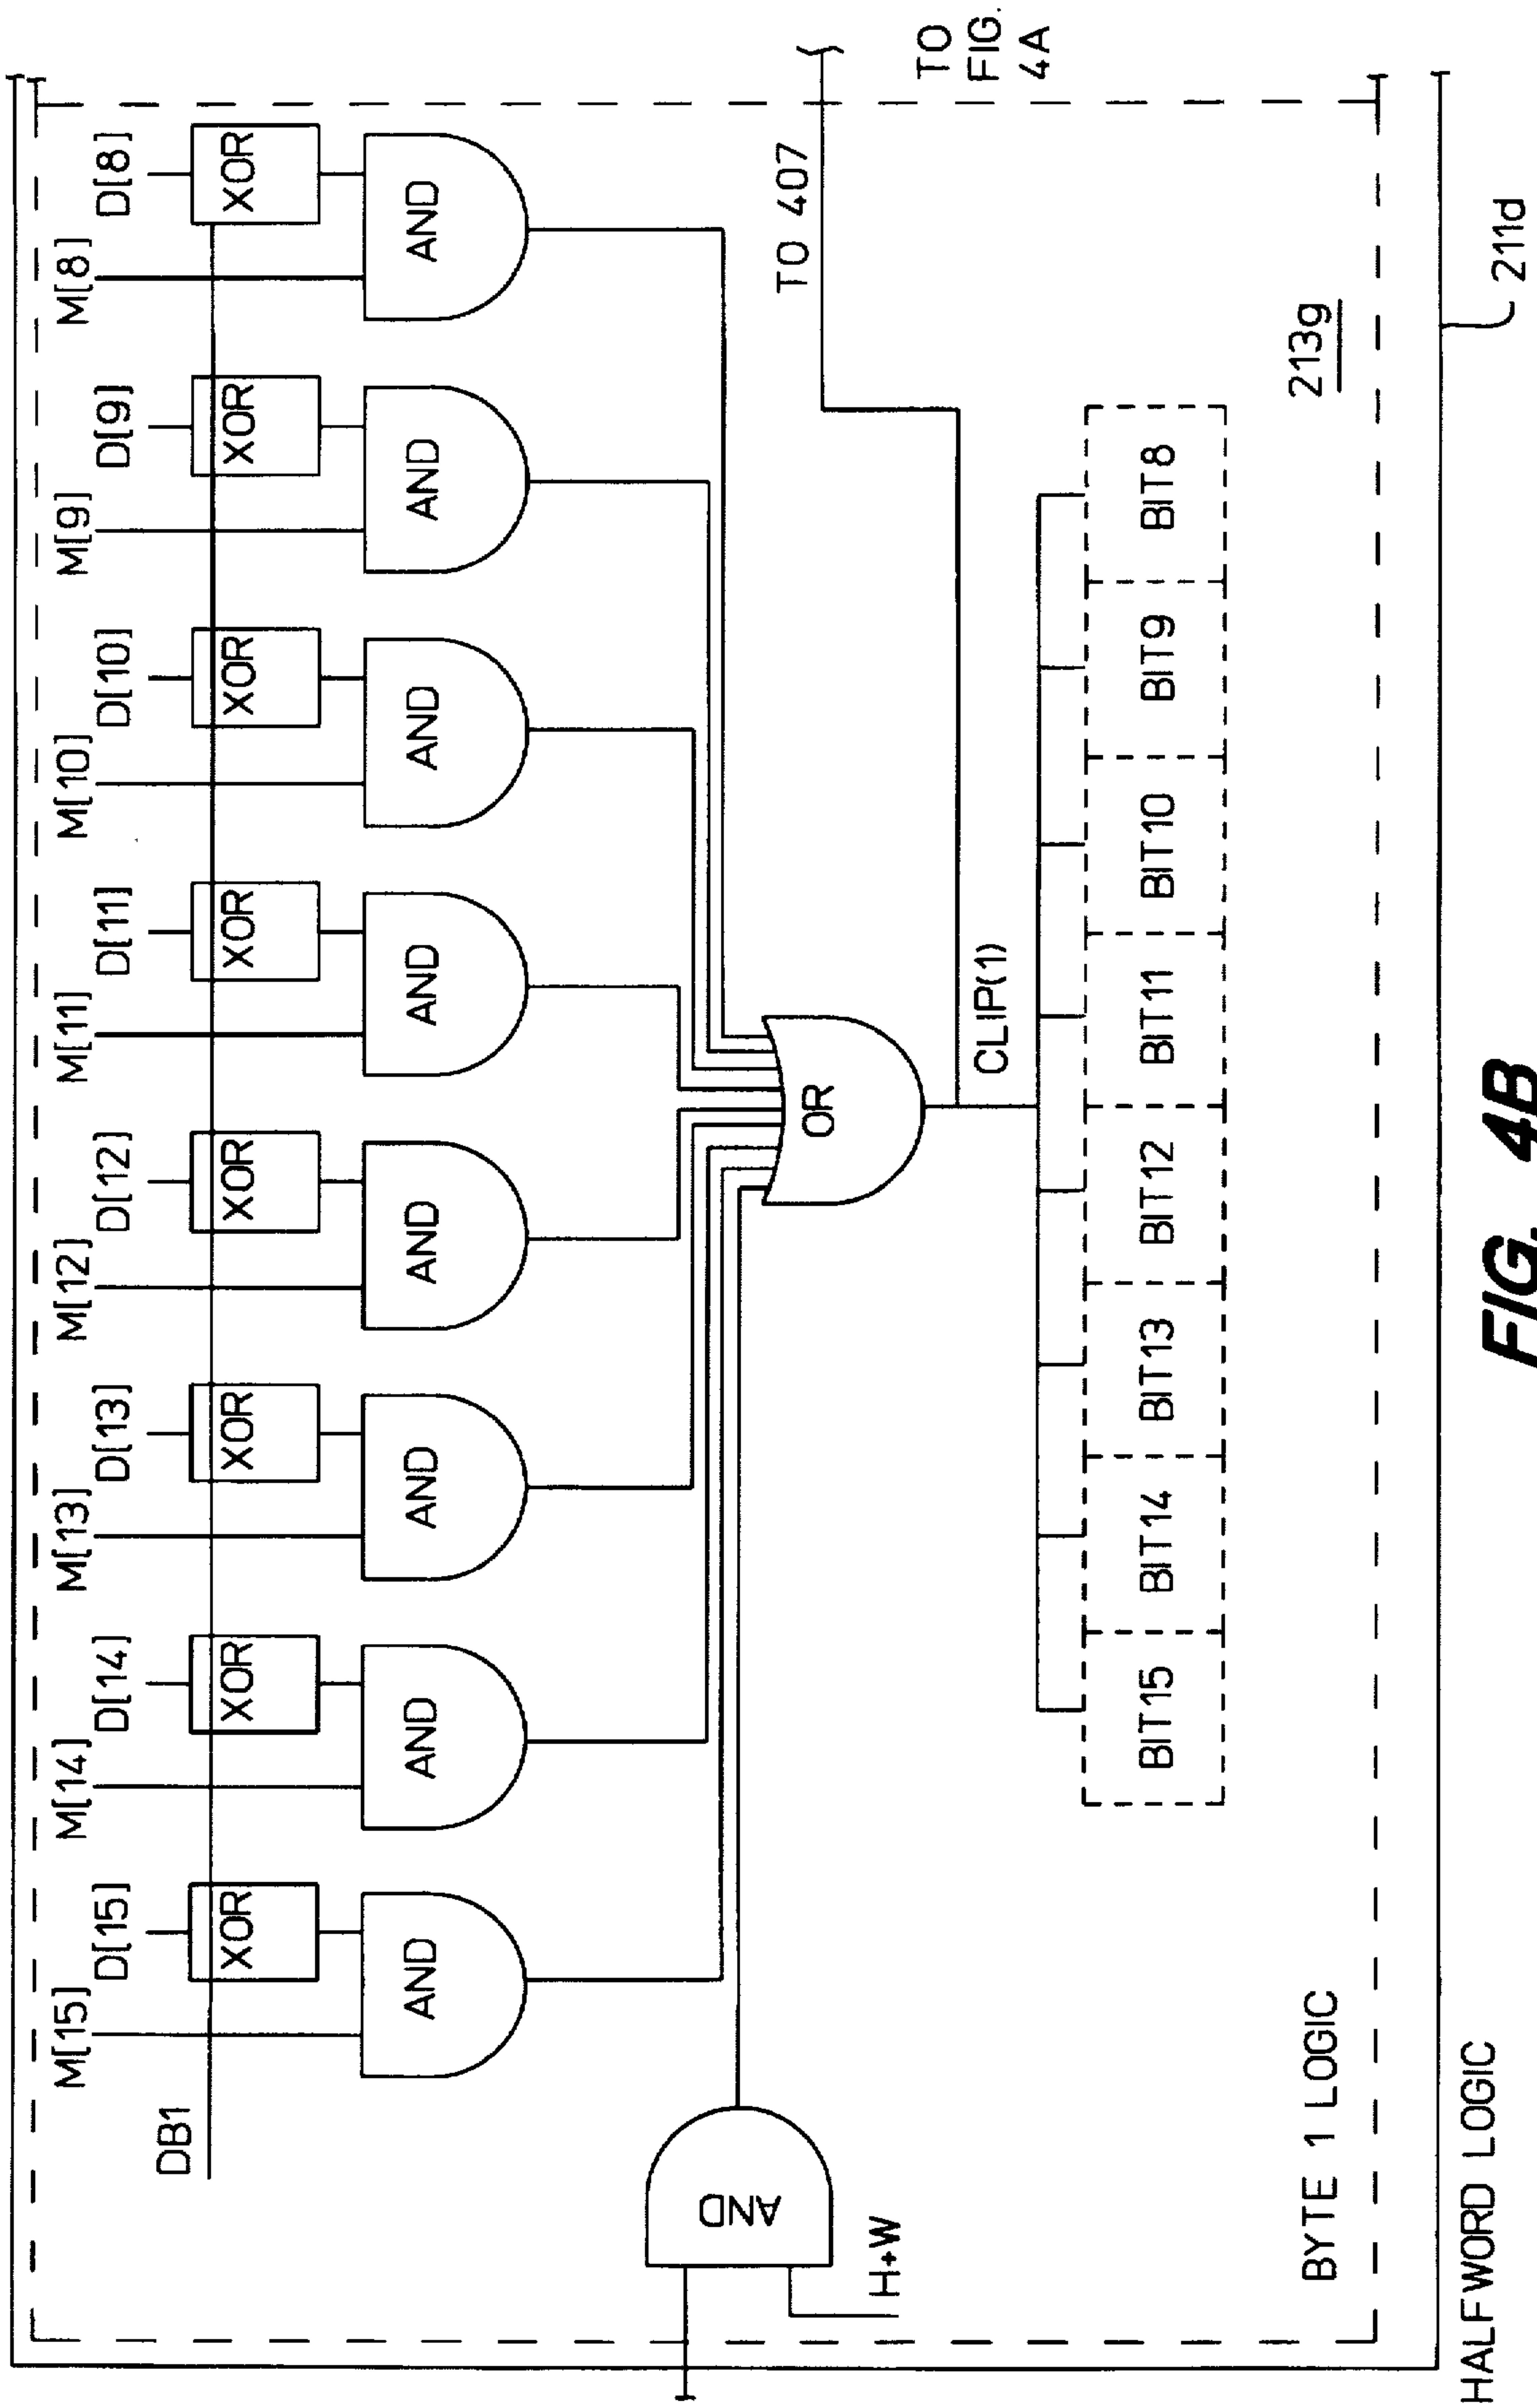 M[15] M[14] M[13] M[12] M[11] M[10] M[9] M[8]
D[15] D[14] D[13] D[12] D[11] D[10] D[9] D[8]
DB1
XOR XOR XOR XOR XOR XOR XOR XOR
AND AND AND AND AND AND AND AND
AND
H+W
OR
TO 407
TO
FIG.
4A
CLIP(1)
BIT15 BIT14 BIT13 BIT12 BIT11 BIT10 BIT9 BIT8
BYTE 1 LOGIC
213g
HALFWORD LOGIC
211d
FIG. 4B